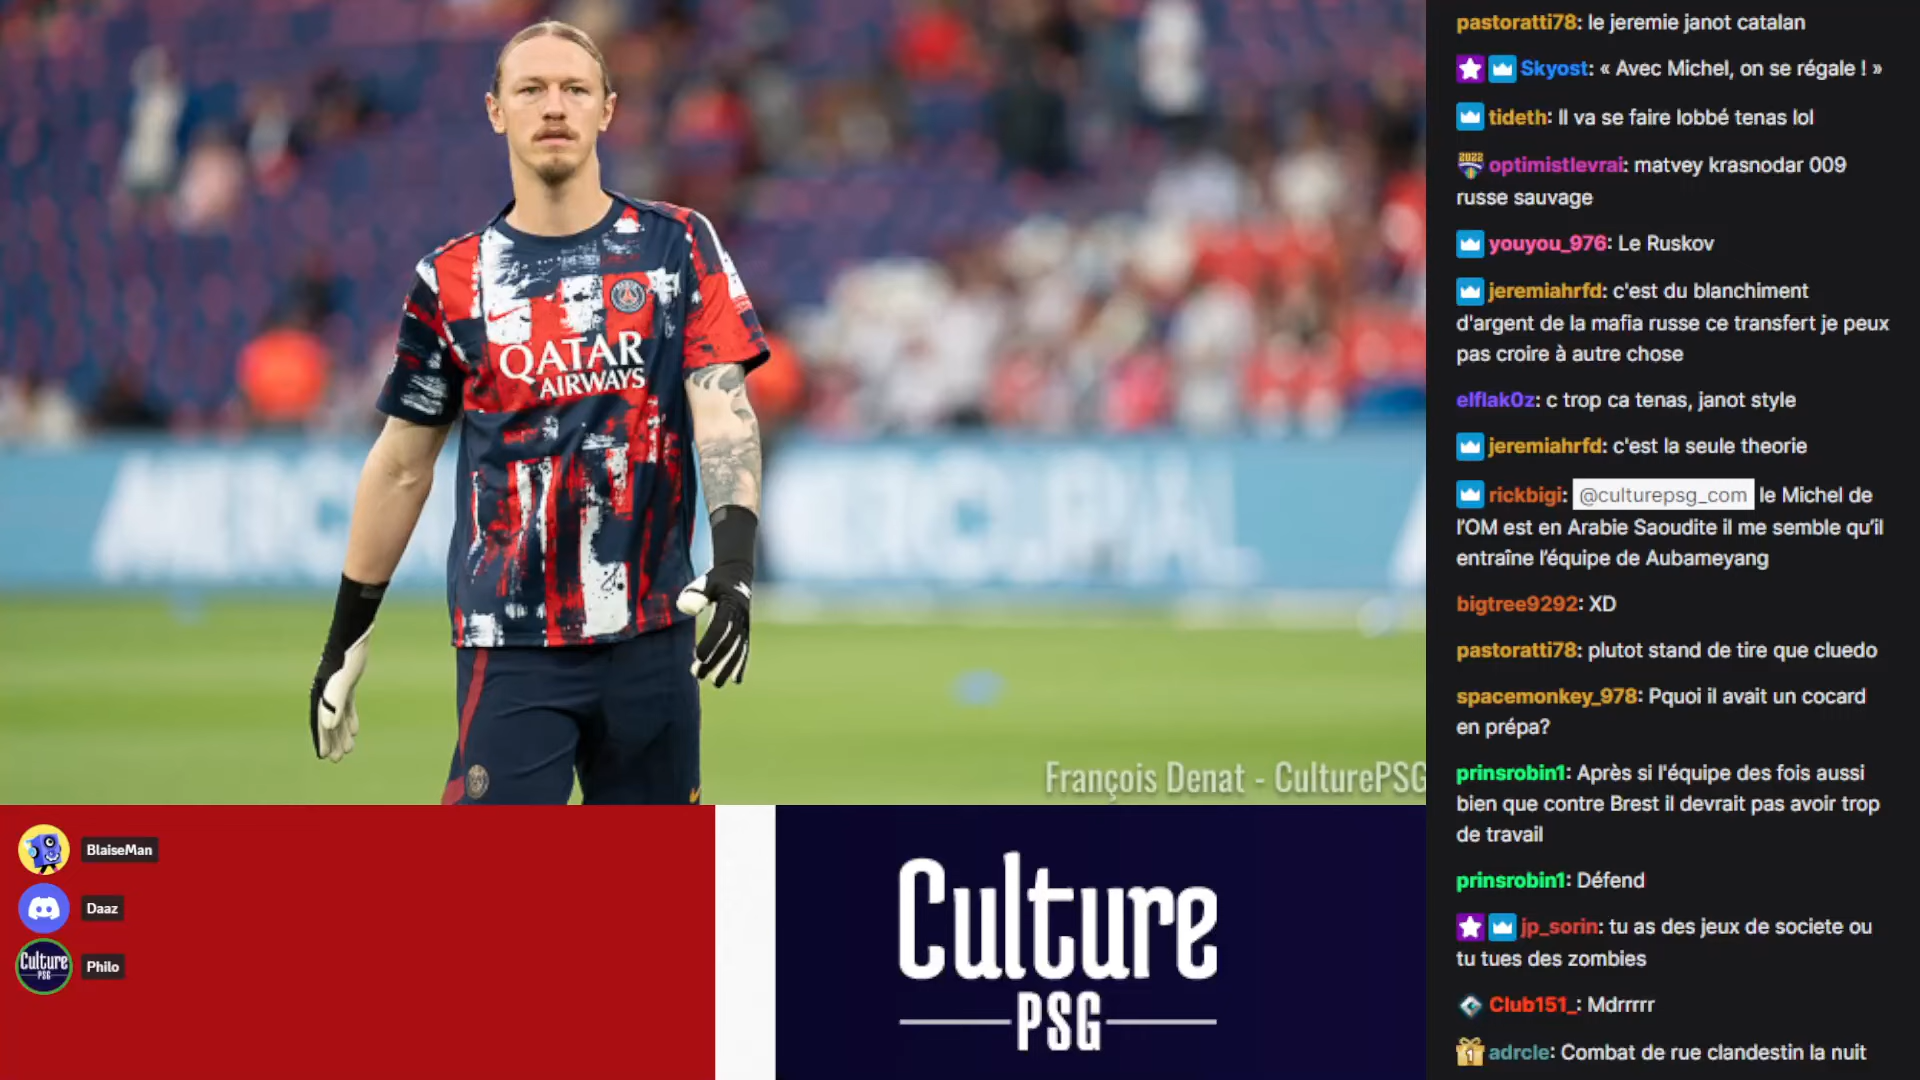 QATAR
AIRWAYS
François Denat - CulturePSG
BlaiseMan
Daaz
Culture
PSG
Philo
Culture
PSG
pastoratti78: le jeremie janot catalan
Skyost: « Avec Michel, on se régale ! »
tideth: Il va se faire lobbé tenas lol
2022
optimistlevrai: matvey krasnodar 009
russe sauvage
youyou_976: Le Ruskov
jeremiahrfd: c'est du blanchiment
d'argent de la mafia russe ce transfert je peux
pas croire à autre chose
elflak0z: c trop ca tenas, janot style
jeremiahrfd: c'est la seule theorie
rickbigi: @culturepsg_com le Michel de
l’OM est en Arabie Saoudite il me semble qu’il
entraîne l’équipe de Aubameyang
bigtree9292: XD
pastoratti78: plutot stand de tire que cluedo
spacemonkey_978: Pquoi il avait un cocard
en prépa?
prinsrobin1: Après si l'équipe des fois aussi
bien que contre Brest il devrait pas avoir trop
de travail
prinsrobin1: Défend
jp_sorin: tu as des jeux de societe ou
tu tues des zombies
Club151_: Mdrrrrr
1
adrcle: Combat de rue clandestin la nuit